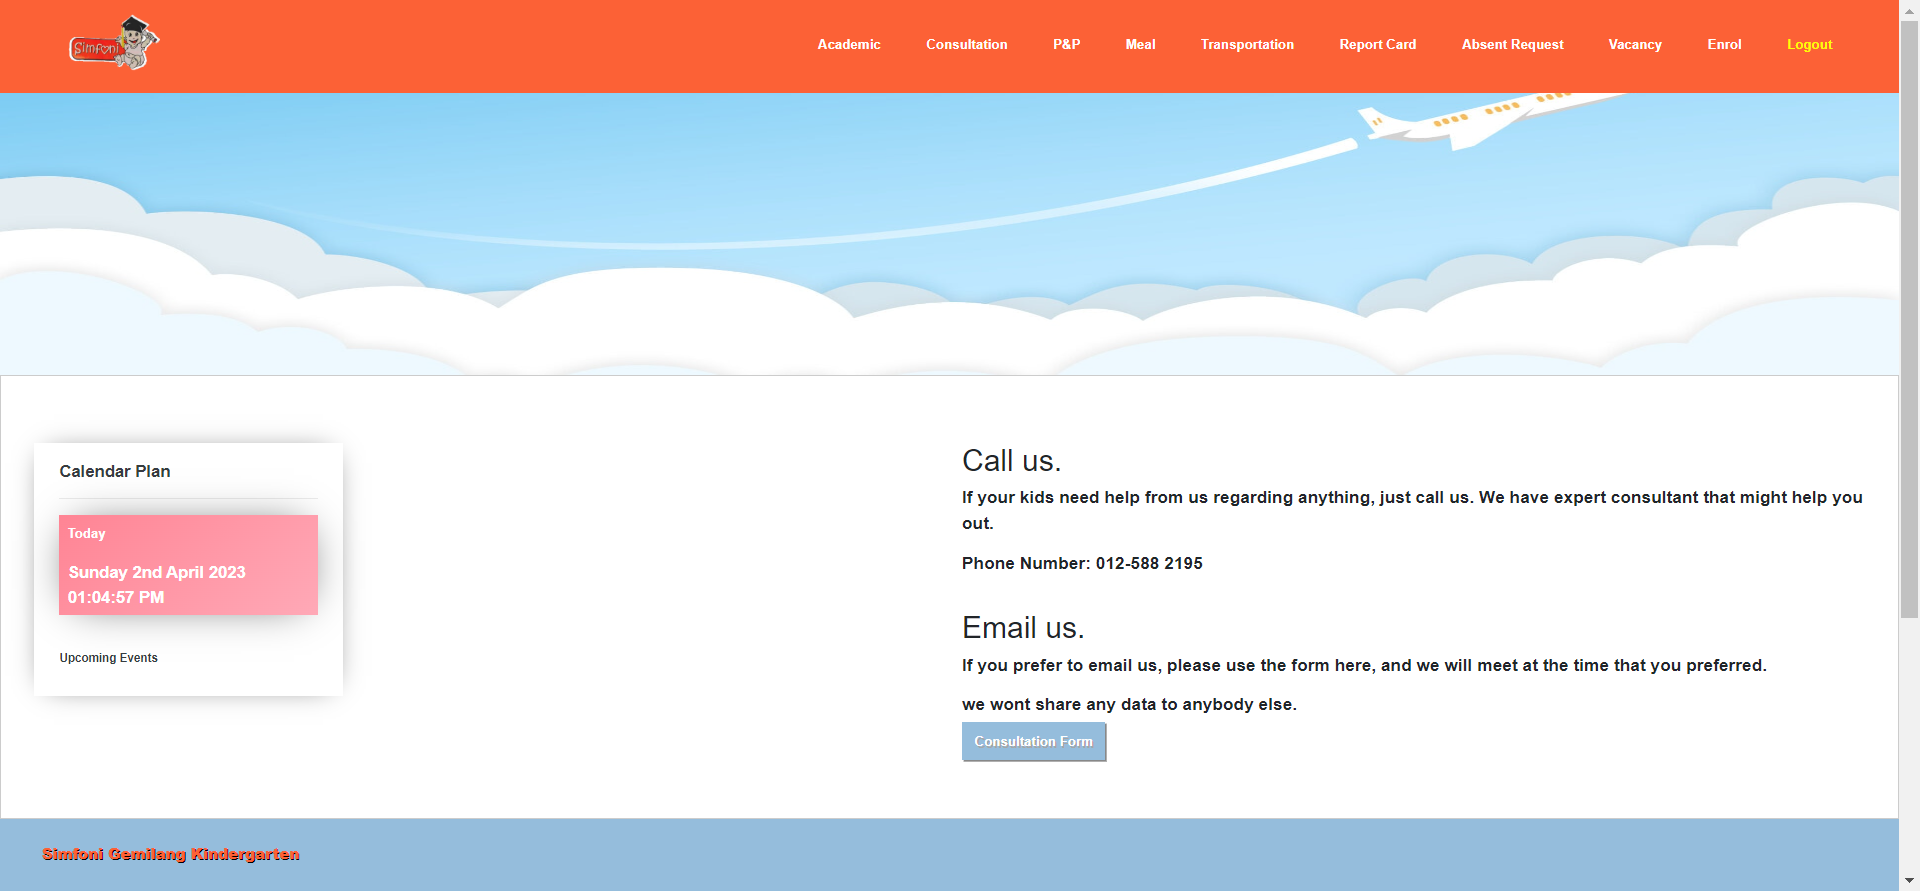 Simfoni
Academic Consultation P&P Meal Transportation Report Card Absent Request Vacancy Enrol Logout
Calendar Plan
Today
Sunday 2nd April 2023
01:04:57 PM
Upcoming Events
Call us.
If your kids need help from us regarding anything, just call us. We have expert consultant that might help you
out.
Phone Number: 012-588 2195
Email us.
If you prefer to email us, please use the form here, and we will meet at the time that you preferred.
we wont share any data to anybody else.
Consultation Form
Simfoni Gemilang Kindergarten